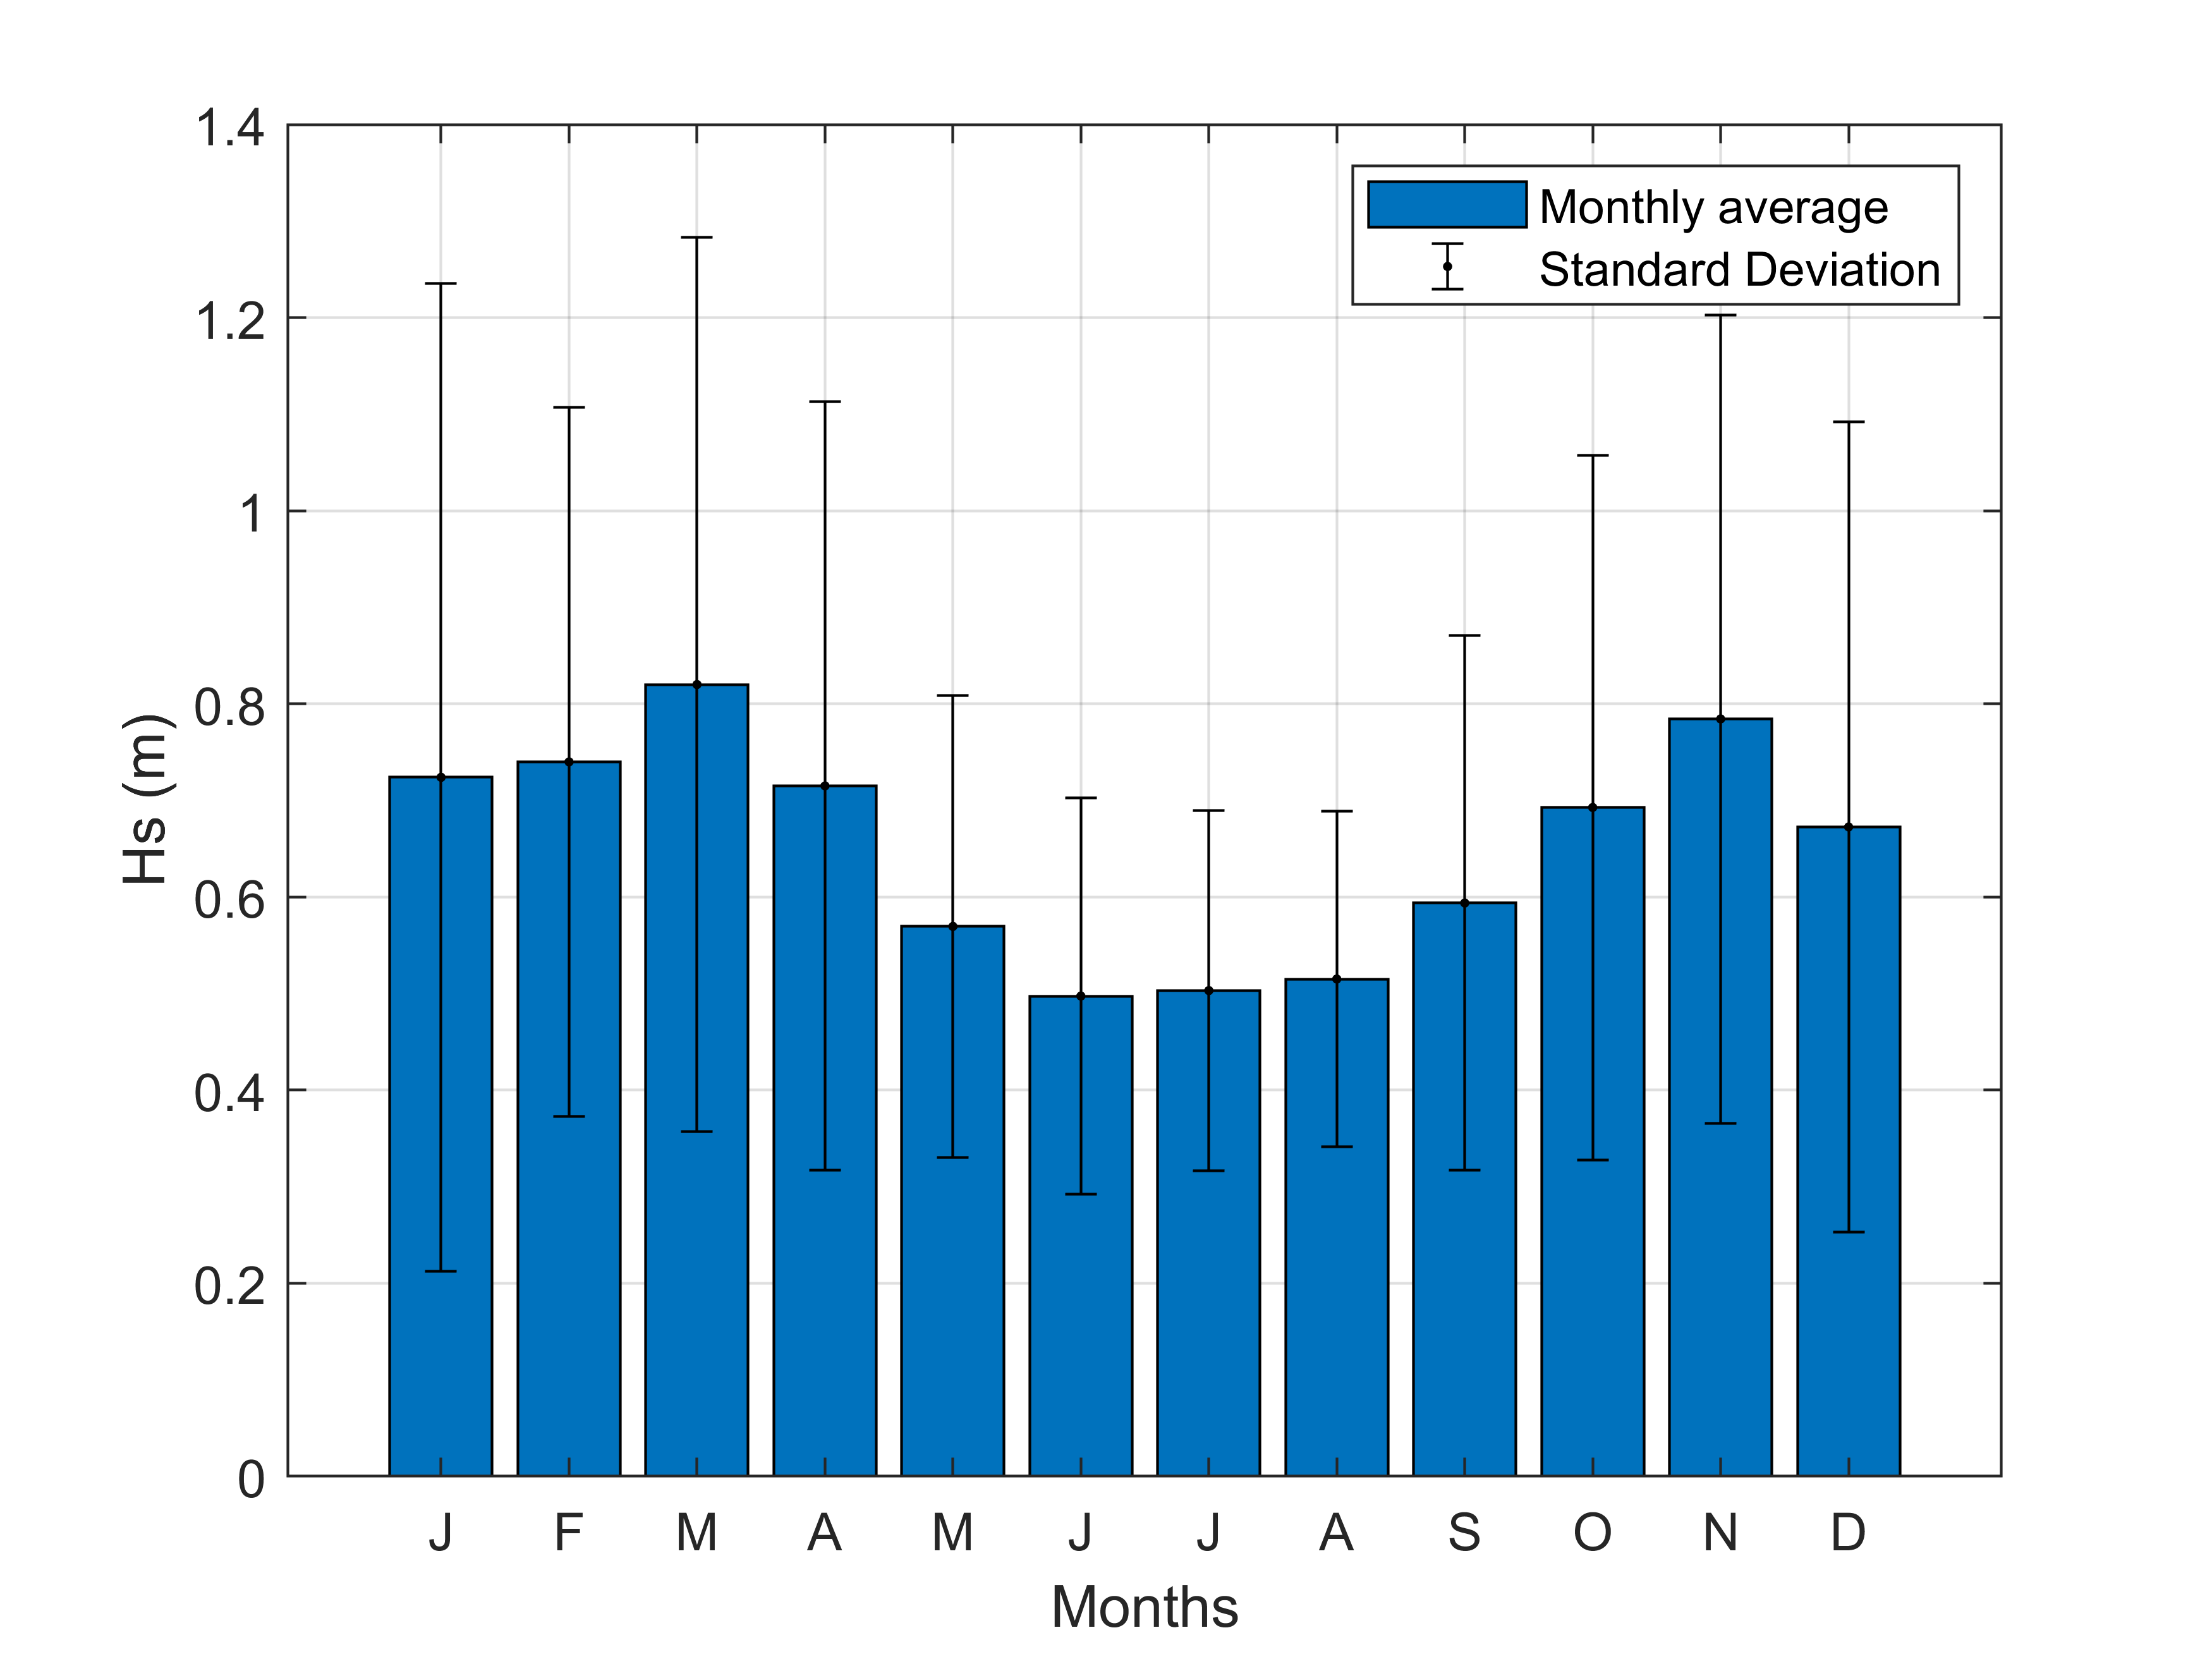 1.4
1.2
1
0.8
0.6
0.4
0.2
0
Hs (m)
Monthly average
Standard Deviation
J F M A M J J A S O N D
Months